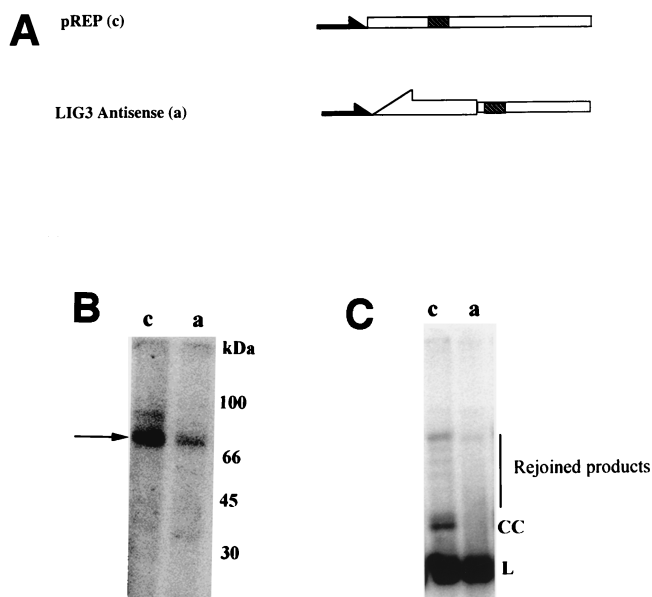 A
pREP (c)
LIG3 Antisense (a)
B
c a
kDa
100
66
45
30
C
c a
Rejoined products
CC
L